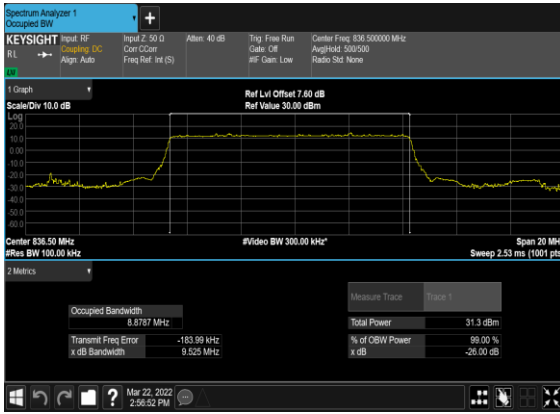 Spectrum Analyzer 1
Occupied BW
+
KEYSIGHT Input: RF Input Z: 50 Ω Atten: 40 dB Trig: Free Run Center Freq: 836.500000 MHz
RL Coupling: DC Corr CCorr Gate: Off Avg|Hold: 500/500
Align: Auto Freq Ref: Int (S) #IF Gain: Low Radio Std: None
1 Graph
Scale/Div 10.0 dB
Ref Lvl Offset 7.60 dB
Ref Value 30.00 dBm
Log
20.0
10.0
0.00
-10.0
-20.0
-30.0
-40.0
-50.0
-60.0
Center 836.50 MHz #Video BW 300.00 kHz* Span 20 MH
#Res BW 100.00 kHz Sweep 2.53 ms (1001 pts
2 Metrics
Measure Trace Trace 1
Occupied Bandwidth
8.8787 MHz
Total Power 31.3 dBm
Transmit Freq Error -183.99 kHz % of OBW Power 99.00 %
x dB Bandwidth 9.525 MHz x dB -26.00 dB
?
Mar 22, 2022
2:56:52 PM